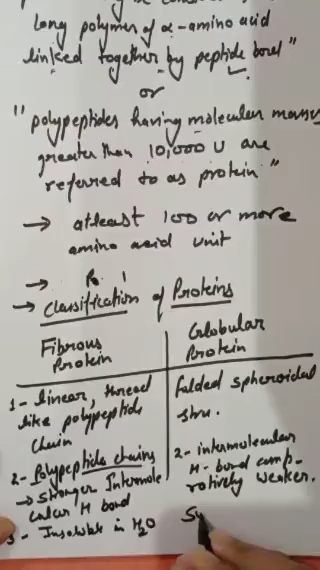 long polymer of α-amino acid
linked together by peptide bond"
or
"polypeptides having molecular mass
greater than 10,000 U are
referred to as protein"
→ atleast 100 or more
amino acid unit
→
→ Classification of Proteins
Fibrous Protein
1- linear, thread
like polypeptide
chain
2- Polypeptide chains
→ stronger Intermole
cular H bond
3- Insoluble in H2O
Globular
Protein
Folded spheroidal
stru.
2- intermolecular
H-bond comp-
ratively weaker.